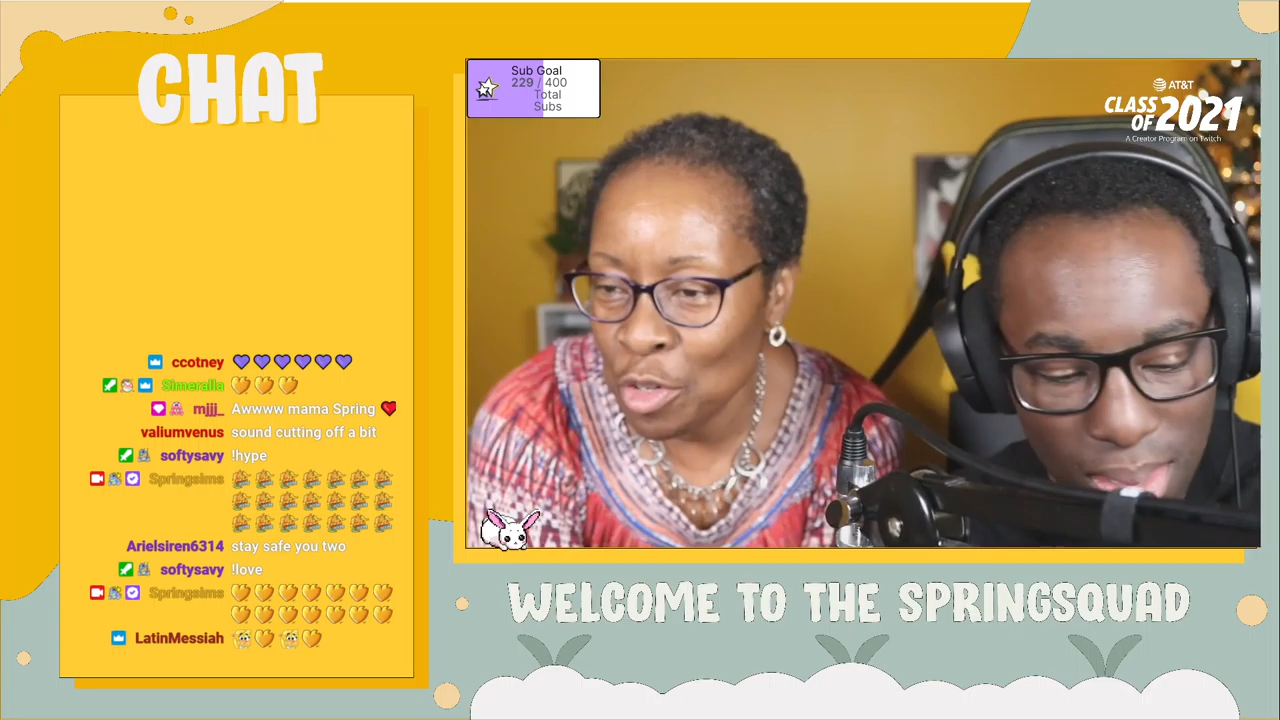 CHAT
ccotney
Simeralla
mjjj_ Awwww mama Spring
valiumvenus sound cutting off a bit
softysavy !hype
Springsims
Arielsiren6314 stay safe you two
softysavy !love
Springsims
LatinMessiah
Sub Goal
229 / 400
Total
Subs
AT&T
CLASS
OF 2021
A Creator Program on Twitch
WELCOME TO THE SPRINGSQUAD